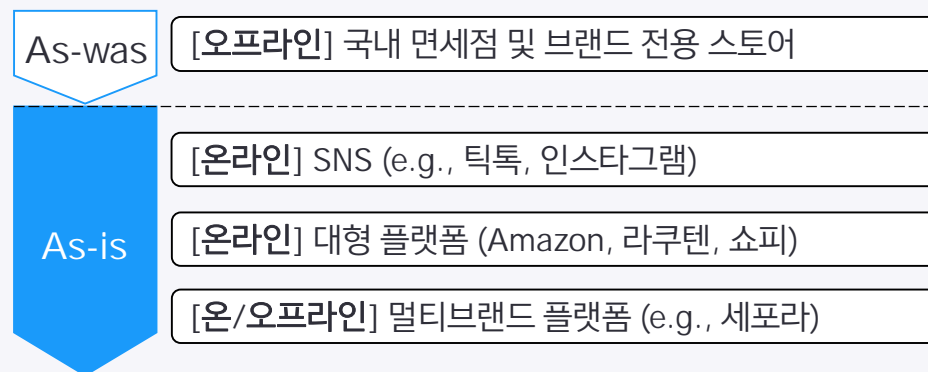 As-was
[오프라인] 국내 면세점 및 브랜드 전용 스토어
As-is
[온라인] SNS (e.g., 틱톡, 인스타그램)
[온라인] 대형 플랫폼 (Amazon, 라쿠텐, 쇼피)
[온/오프라인] 멀티브랜드 플랫폼 (e.g., 세포라)